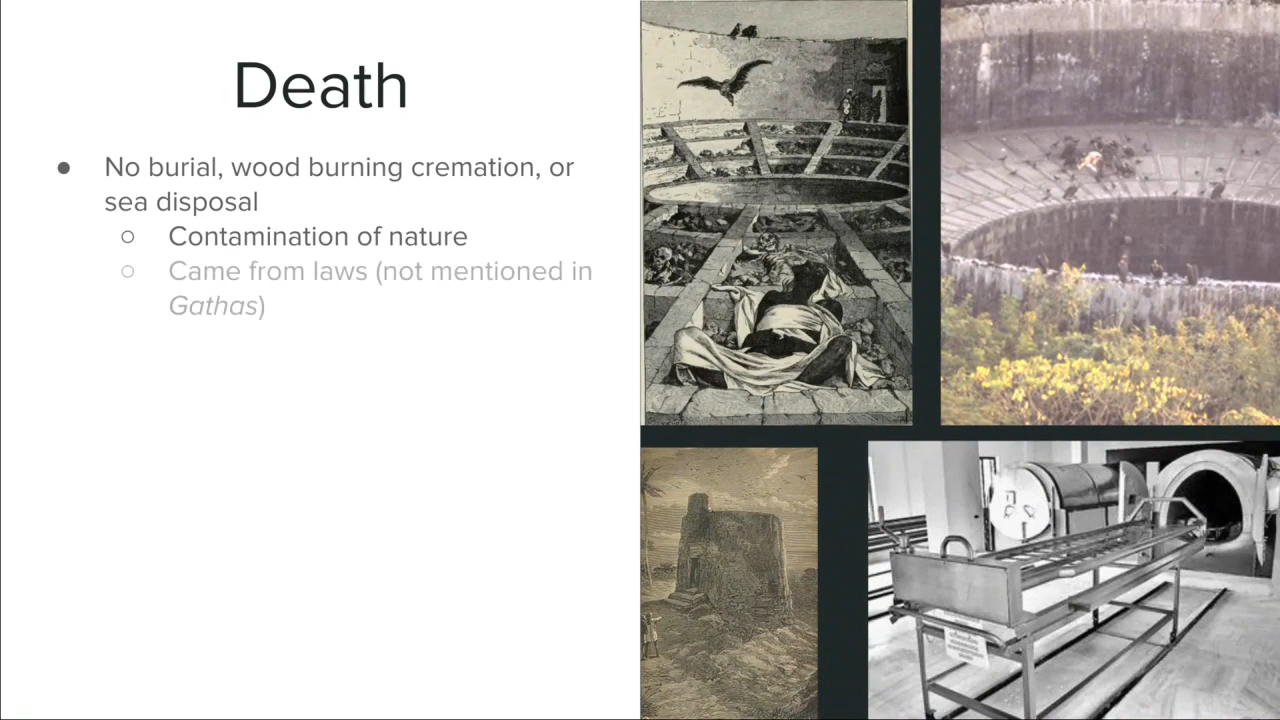 Death
● No burial, wood burning cremation, or
sea disposal
○ Contamination of nature
○ Came from laws (not mentioned in
Gathas)